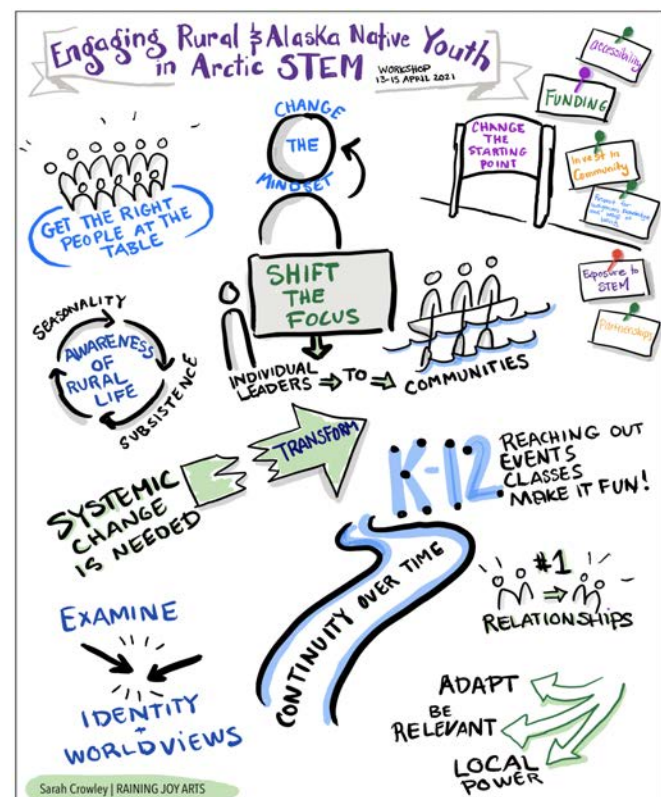 Engaging Rural & Alaska Native Youth
in Arctic STEM
WORKSHOP
13-15 APRIL 2021
accessibility
FUNDING
CHANGE
THE
MINDSET
CHANGE
THE
STARTING
POINT
Invest in
Community
GET THE RIGHT
PEOPLE AT THE
TABLE
SHIFT
THE
FOCUS
Exposure to
STEM
Partnerships
SEASONALITY
AWARENESS
OF
RURAL
LIFE
SUBSISTENCE
INDIVIDUAL
LEADERS
TO
COMMUNITIES
TRANSFORM
SYSTEMIC
CHANGE
IS NEEDED
K-12
REACHING OUT
EVENTS
CLASSES
MAKE IT FUN!
CONTINUITY OVER TIME
#1
RELATIONSHIPS
EXAMINE
IDENTITY
+
WORLDVIEWS
ADAPT
BE
RELEVANT
LOCAL
POWER
Sarah Crowley | RAINING JOY ARTS